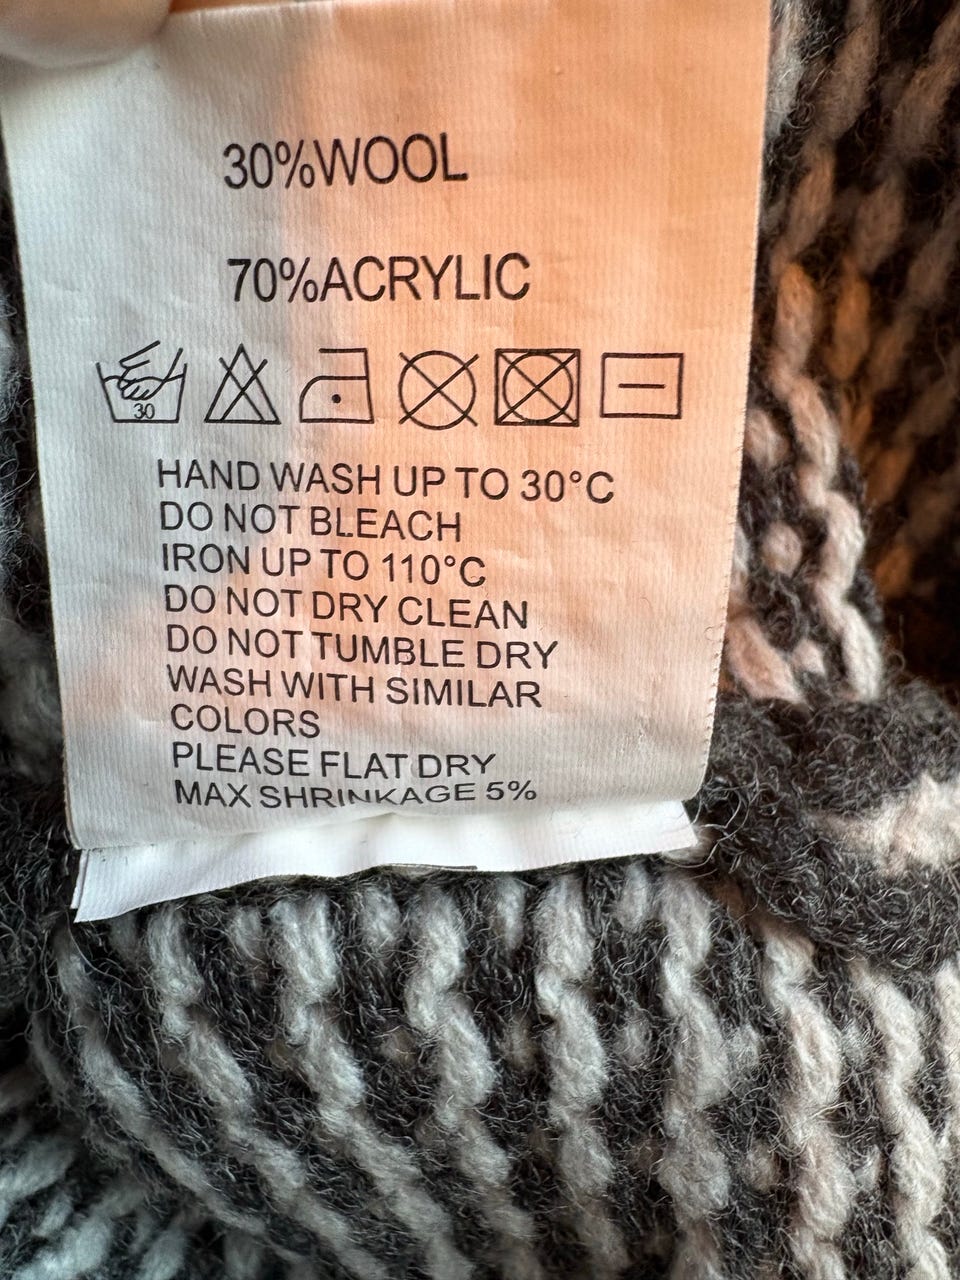 30%WOOL
70%ACRYLIC
30
HAND WASH UP TO 30°C
DO NOT BLEACH
IRON UP TO 110°C
DO NOT DRY CLEAN
DO NOT TUMBLE DRY
WASH WITH SIMILAR
COLORS
PLEASE FLAT DRY
MAX SHRINKAGE 5%